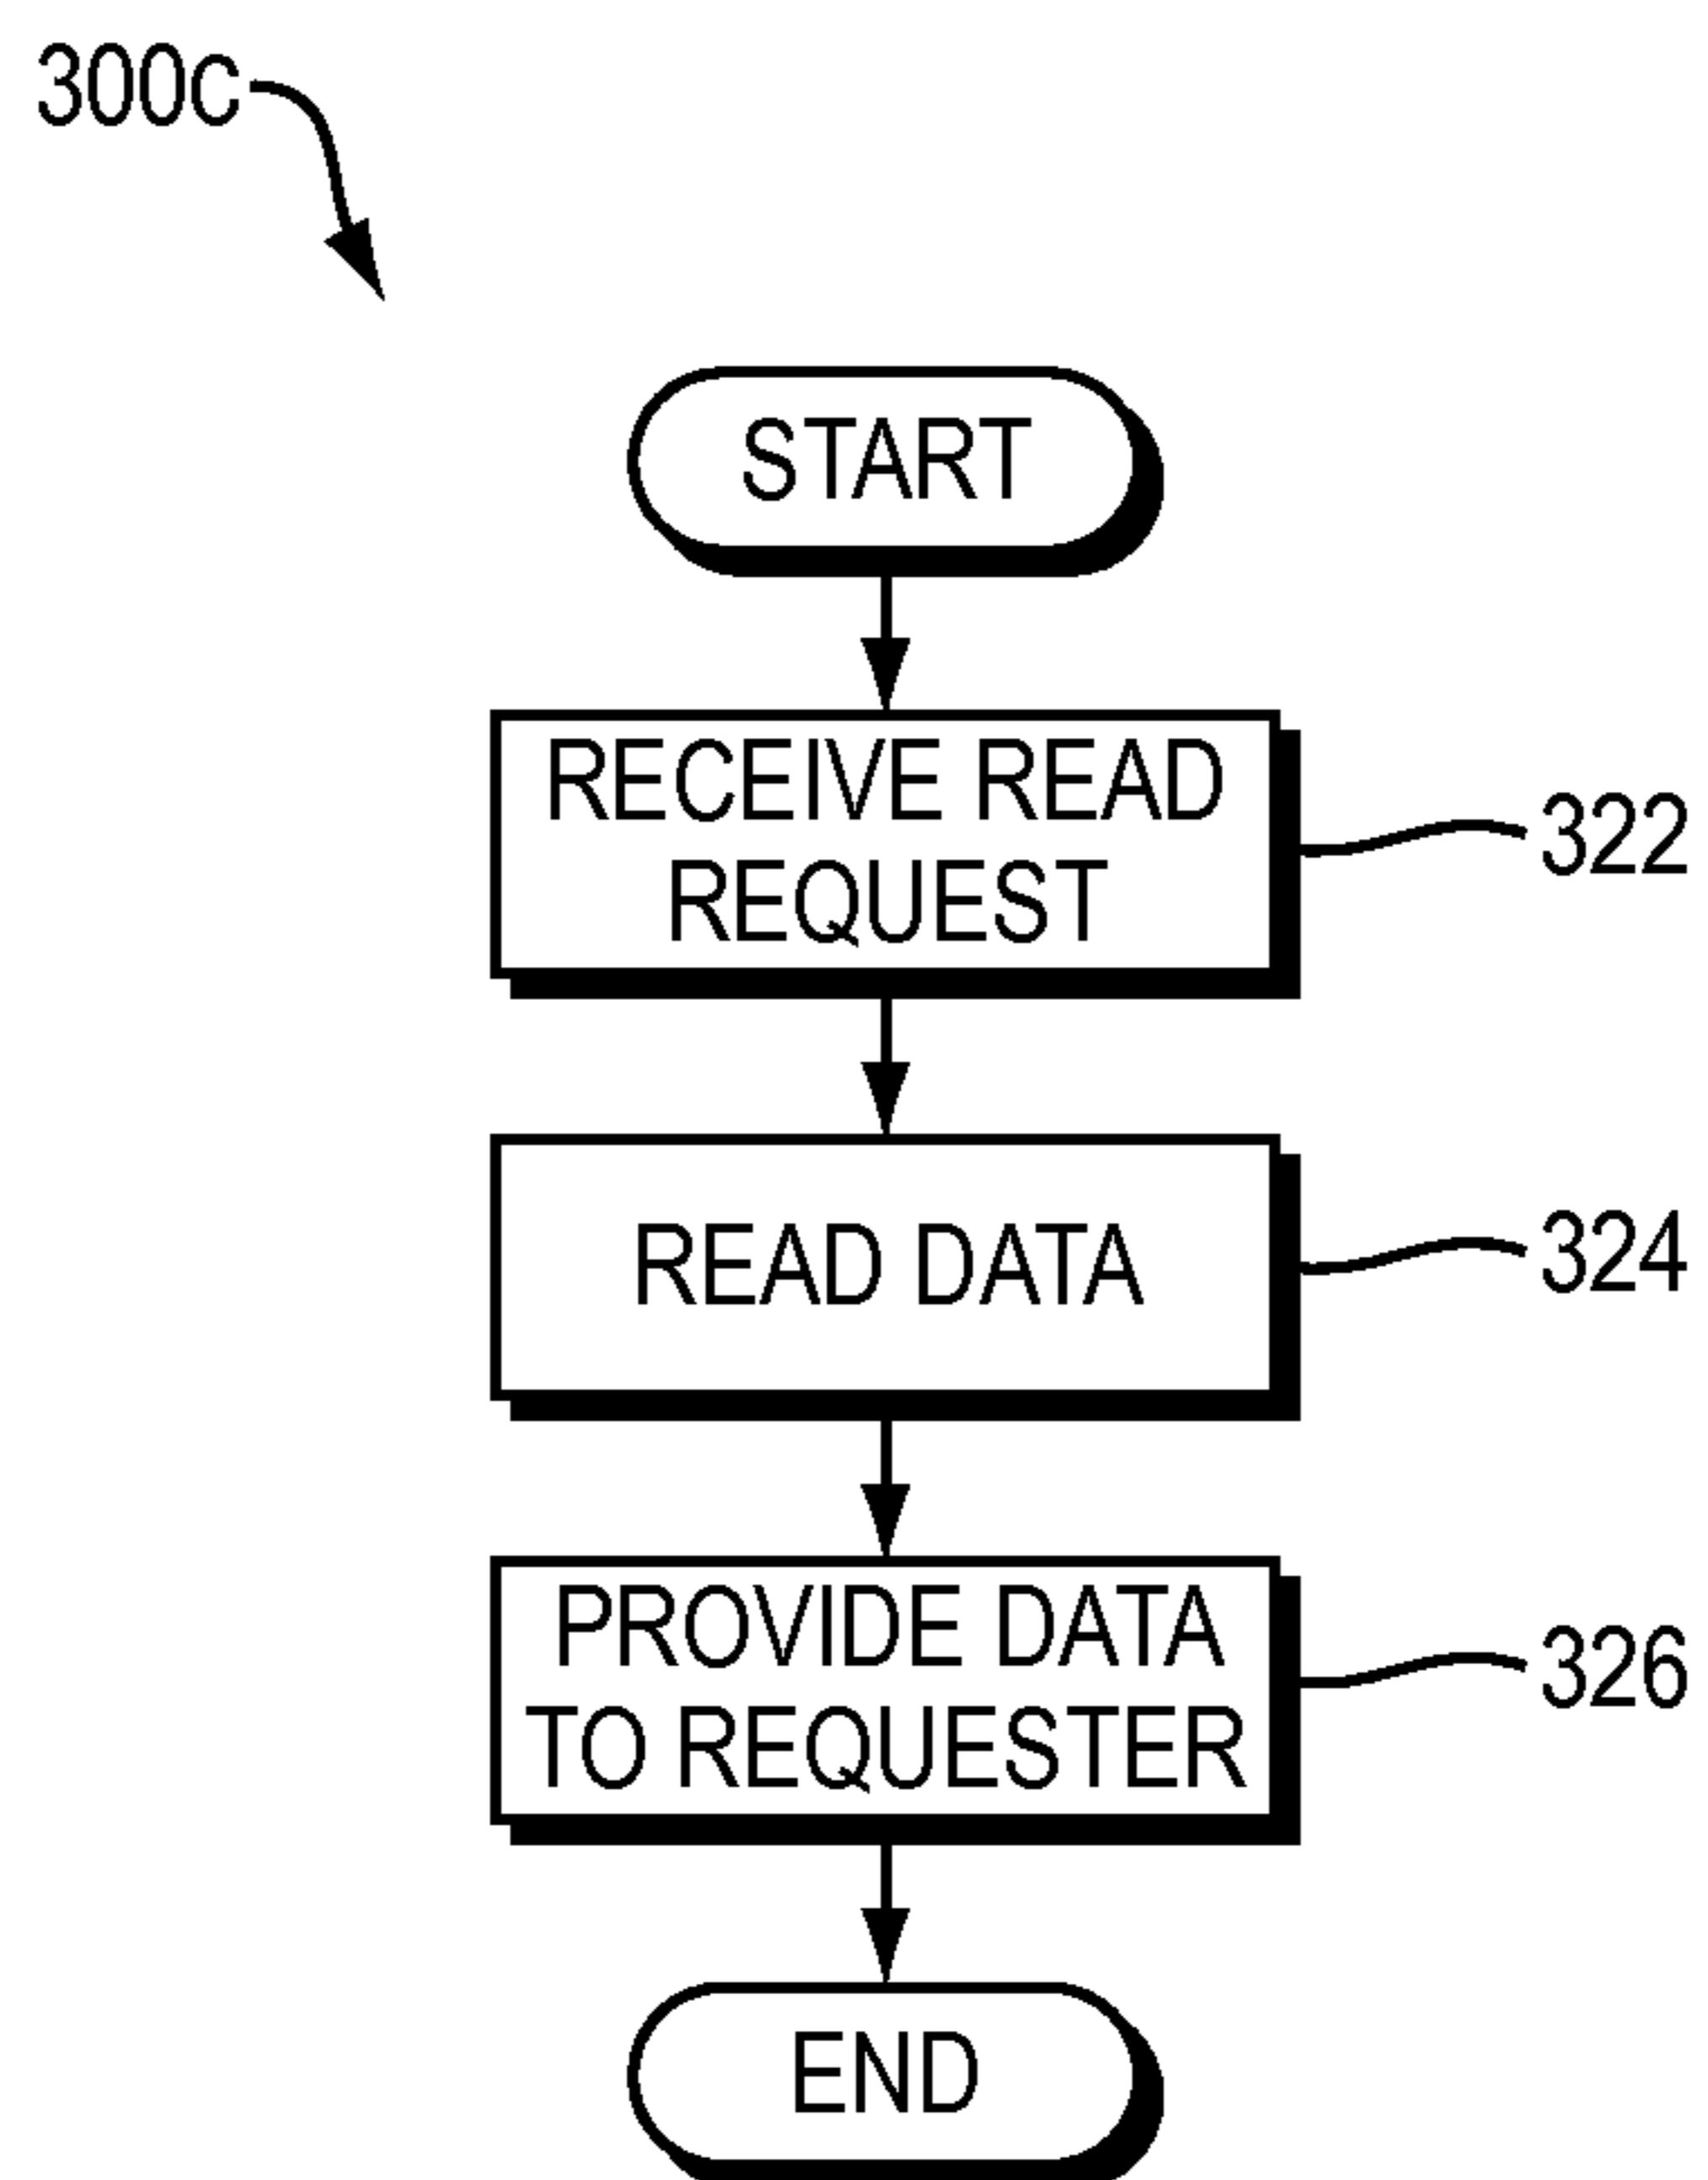 300C
START
RECEIVE READ
REQUEST
322
READ DATA
324
PROVIDE DATA
TO REQUESTER
326
END